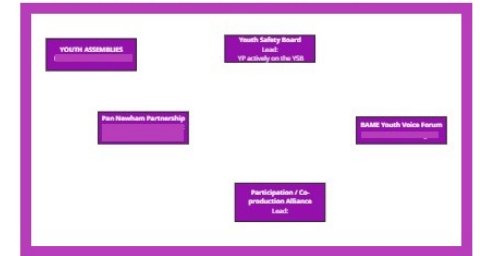 YOUTH ASSEMBLIES
Youth Safety Board
Lead:
YP actively on the YSB
Pan Newham Partnership
BAME Youth Voice Forum
Participation / Co-
production Alliance
Lead: